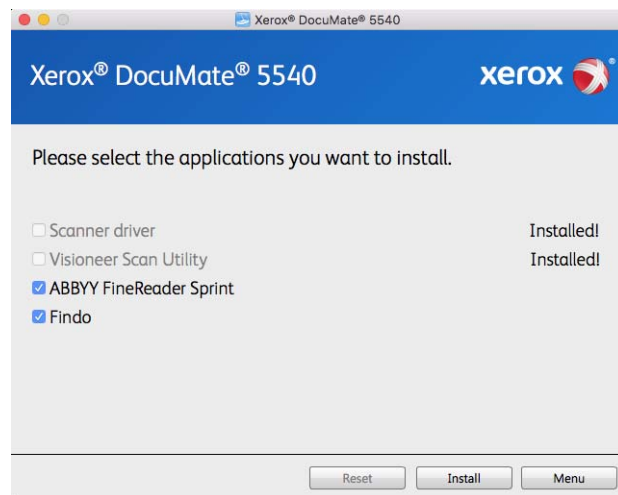 Xerox® DocuMate® 5540
Xerox® DocuMate® 5540 xerox
Please select the applications you want to install.
Scanner driver Installed!
Visioneer Scan Utility Installed!
ABBYY FineReader Sprint
Findo
Reset Install Menu